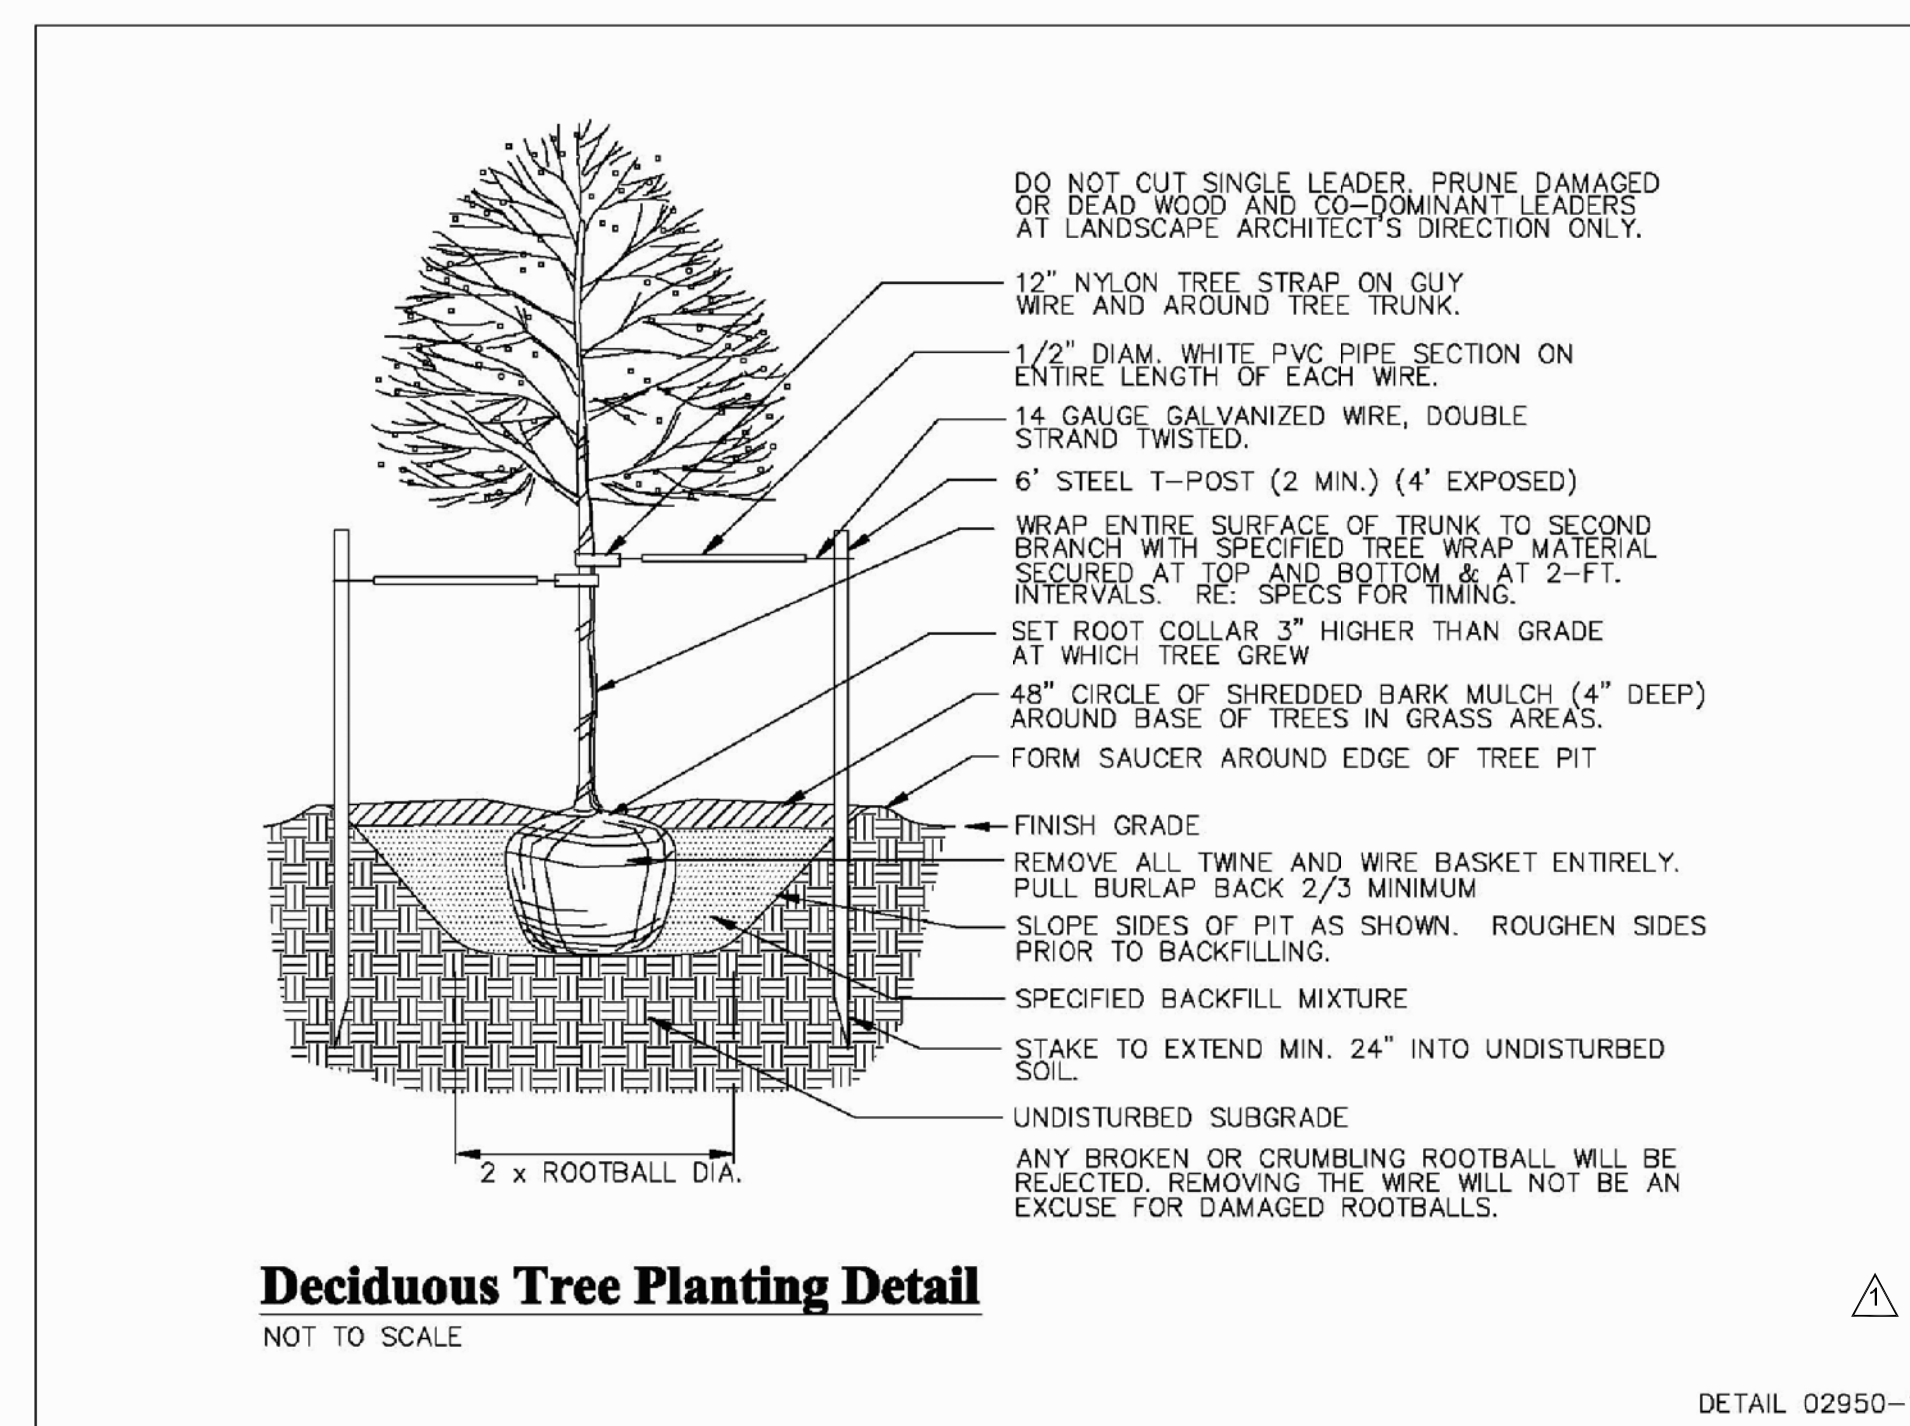 DO NOT CUT SINGLE LEADER. PRUNE DAMAGED
OR DEAD WOOD AND CO-DOMINANT LEADERS
AT LANDSCAPE ARCHITECT'S DIRECTION ONLY.
12" NYLON TREE STRAP ON GUY
WIRE AND AROUND TREE TRUNK.
1/2" DIAM. WHITE PVC PIPE SECTION ON
ENTIRE LENGTH OF EACH WIRE.
14 GAUGE GALVANIZED WIRE, DOUBLE
STRAND TWISTED.
6' STEEL T-POST (2 MIN.) (4' EXPOSED)
WRAP ENTIRE SURFACE OF TRUNK TO SECOND
BRANCH WITH SPECIFIED TREE WRAP MATERIAL
SECURED AT TOP AND BOTTOM & AT 2-FT.
INTERVALS. RE: SPECS FOR TIMING.
SET ROOT COLLAR 3" HIGHER THAN GRADE
AT WHICH TREE GREW
48" CIRCLE OF SHREDDED BARK MULCH (4" DEEP)
AROUND BASE OF TREES IN GRASS AREAS.
FORM SAUCER AROUND EDGE OF TREE PIT
FINISH GRADE
REMOVE ALL TWINE AND WIRE BASKET ENTIRELY.
PULL BURLAP BACK 2/3 MINIMUM
SLOPE SIDES OF PIT AS SHOWN. ROUGHEN SIDES
PRIOR TO BACKFILLING.
SPECIFIED BACKFILL MIXTURE
STAKE TO EXTEND MIN. 24" INTO UNDISTURBED
SOIL.
UNDISTURBED SUBGRADE
ANY BROKEN OR CRUMBLING ROOTBALL WILL BE
REJECTED. REMOVING THE WIRE WILL NOT BE AN
EXCUSE FOR DAMAGED ROOTBALLS.
2 x ROOTBALL DIA.
Deciduous Tree Planting Detail
NOT TO SCALE
1
DETAIL 02950-